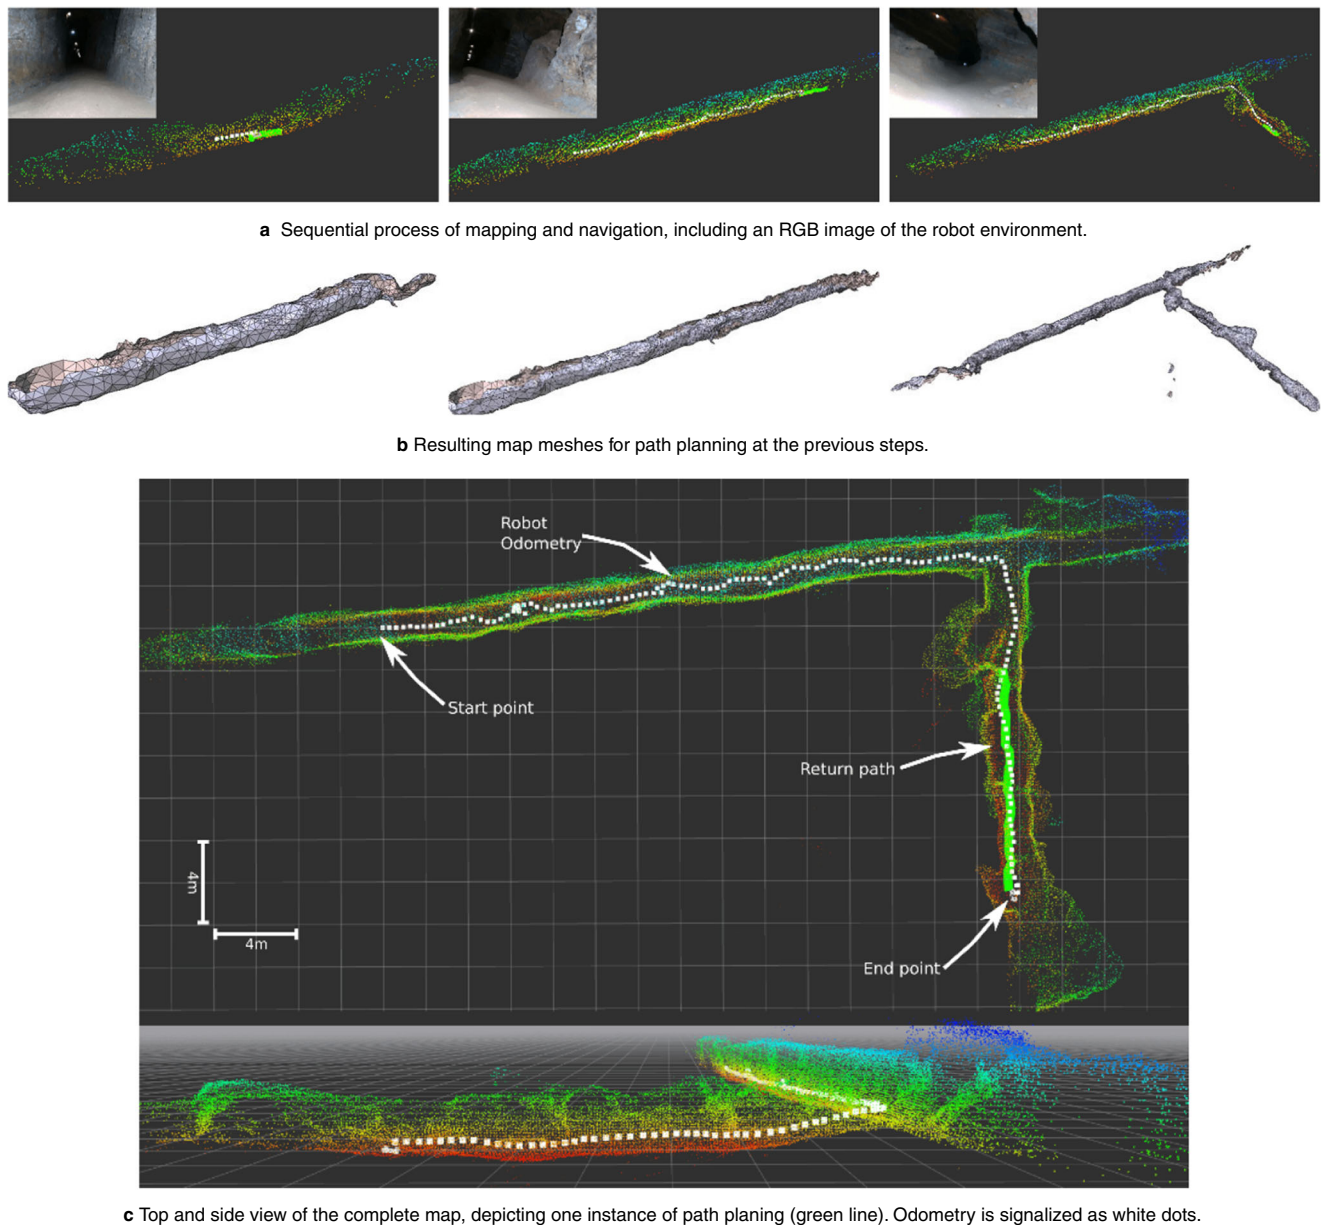 a Sequential process of mapping and navigation, including an RGB image of the robot environment.
b Resulting map meshes for path planning at the previous steps.
Robot
Odometry
Start point
Return path
4m
4m
End point
c Top and side view of the complete map, depicting one instance of path planing (green line). Odometry is signalized as white dots.